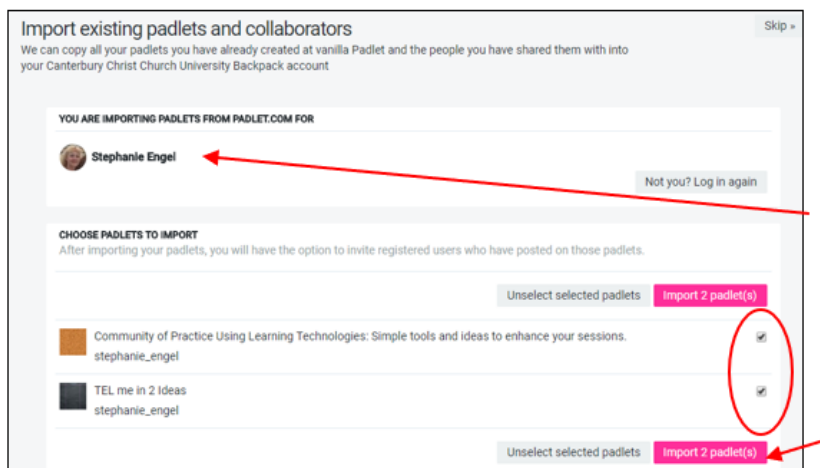 Import existing padlets and collaborators
Skip »
We can copy all your padlets you have already created at vanilla Padlet and the people you have shared them with into
your Canterbury Christ Church University Backpack account
YOU ARE IMPORTING PADLETS FROM PADLET.COM FOR
Stephanie Engel
Not you? Log in again
CHOOSE PADLETS TO IMPORT
After importing your padlets, you will have the option to invite registered users who have posted on those padlets.
Unselect selected padlets Import 2 padlet(s)
Community of Practice Using Learning Technologies: Simple tools and ideas to enhance your sessions.
stephanie_engel
TEL me in 2 Ideas
stephanie_engel
Unselect selected padlets Import 2 padlet(s)